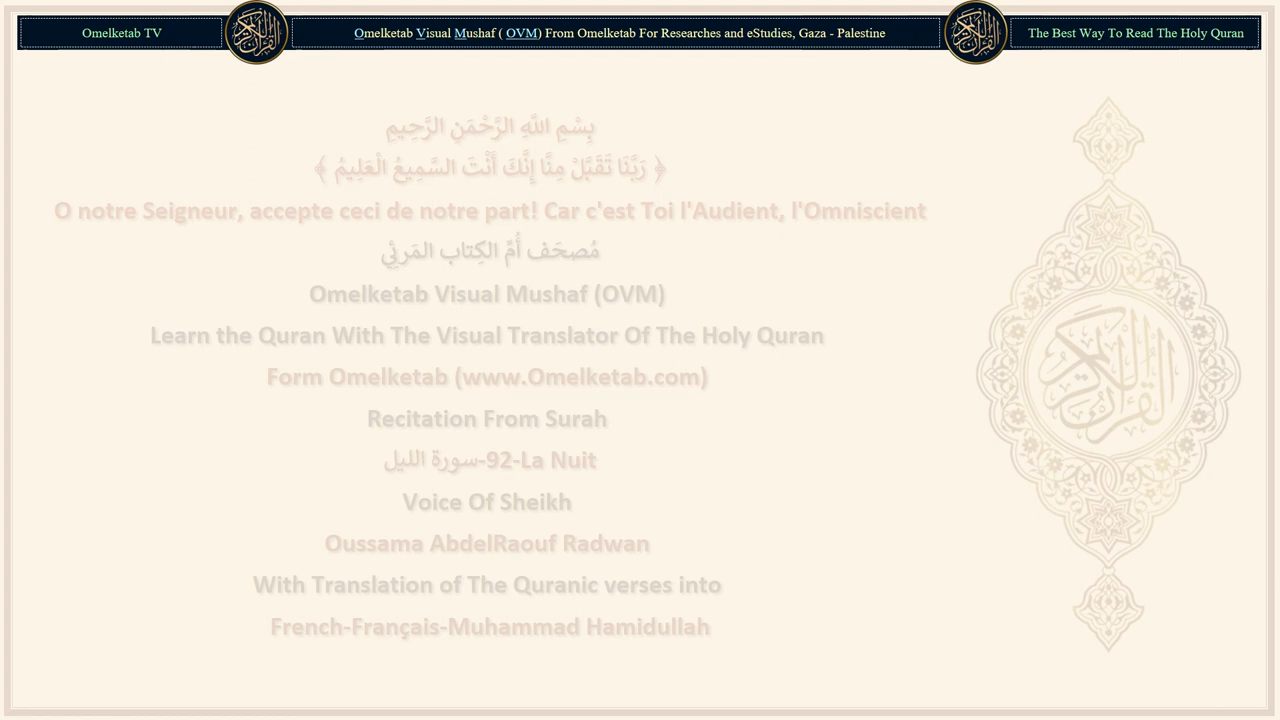 Omelketab TV
Omelketab Visual Mushaf ( OVM) From Omelketab For Researches and eStudies, Gaza - Palestine
The Best Way To Read The Holy Quran
بِسْمِ اللَّهِ الرَّحْمَنِ الرَّحِيمِ
﴿ رَبَّنَا تَقَبَّلْ مِنَّا إِنَّكَ أَنْتَ السَّمِيعُ الْعَلِيمُ ﴾
O notre Seigneur, accepte ceci de notre part! Car c'est Toi l'Audient, l'Omniscient
مُصحَف أُمِّ الكِتاب المَرئِي
Omelketab Visual Mushaf (OVM)
Learn the Quran With The Visual Translator Of The Holy Quran
Form Omelketab (www.Omelketab.com)
Recitation From Surah
سورة الليل-92-La Nuit
Voice Of Sheikh
Oussama AbdelRaouf Radwan
With Translation of The Quranic verses into
French-Français-Muhammad Hamidullah
القرآن الكريم